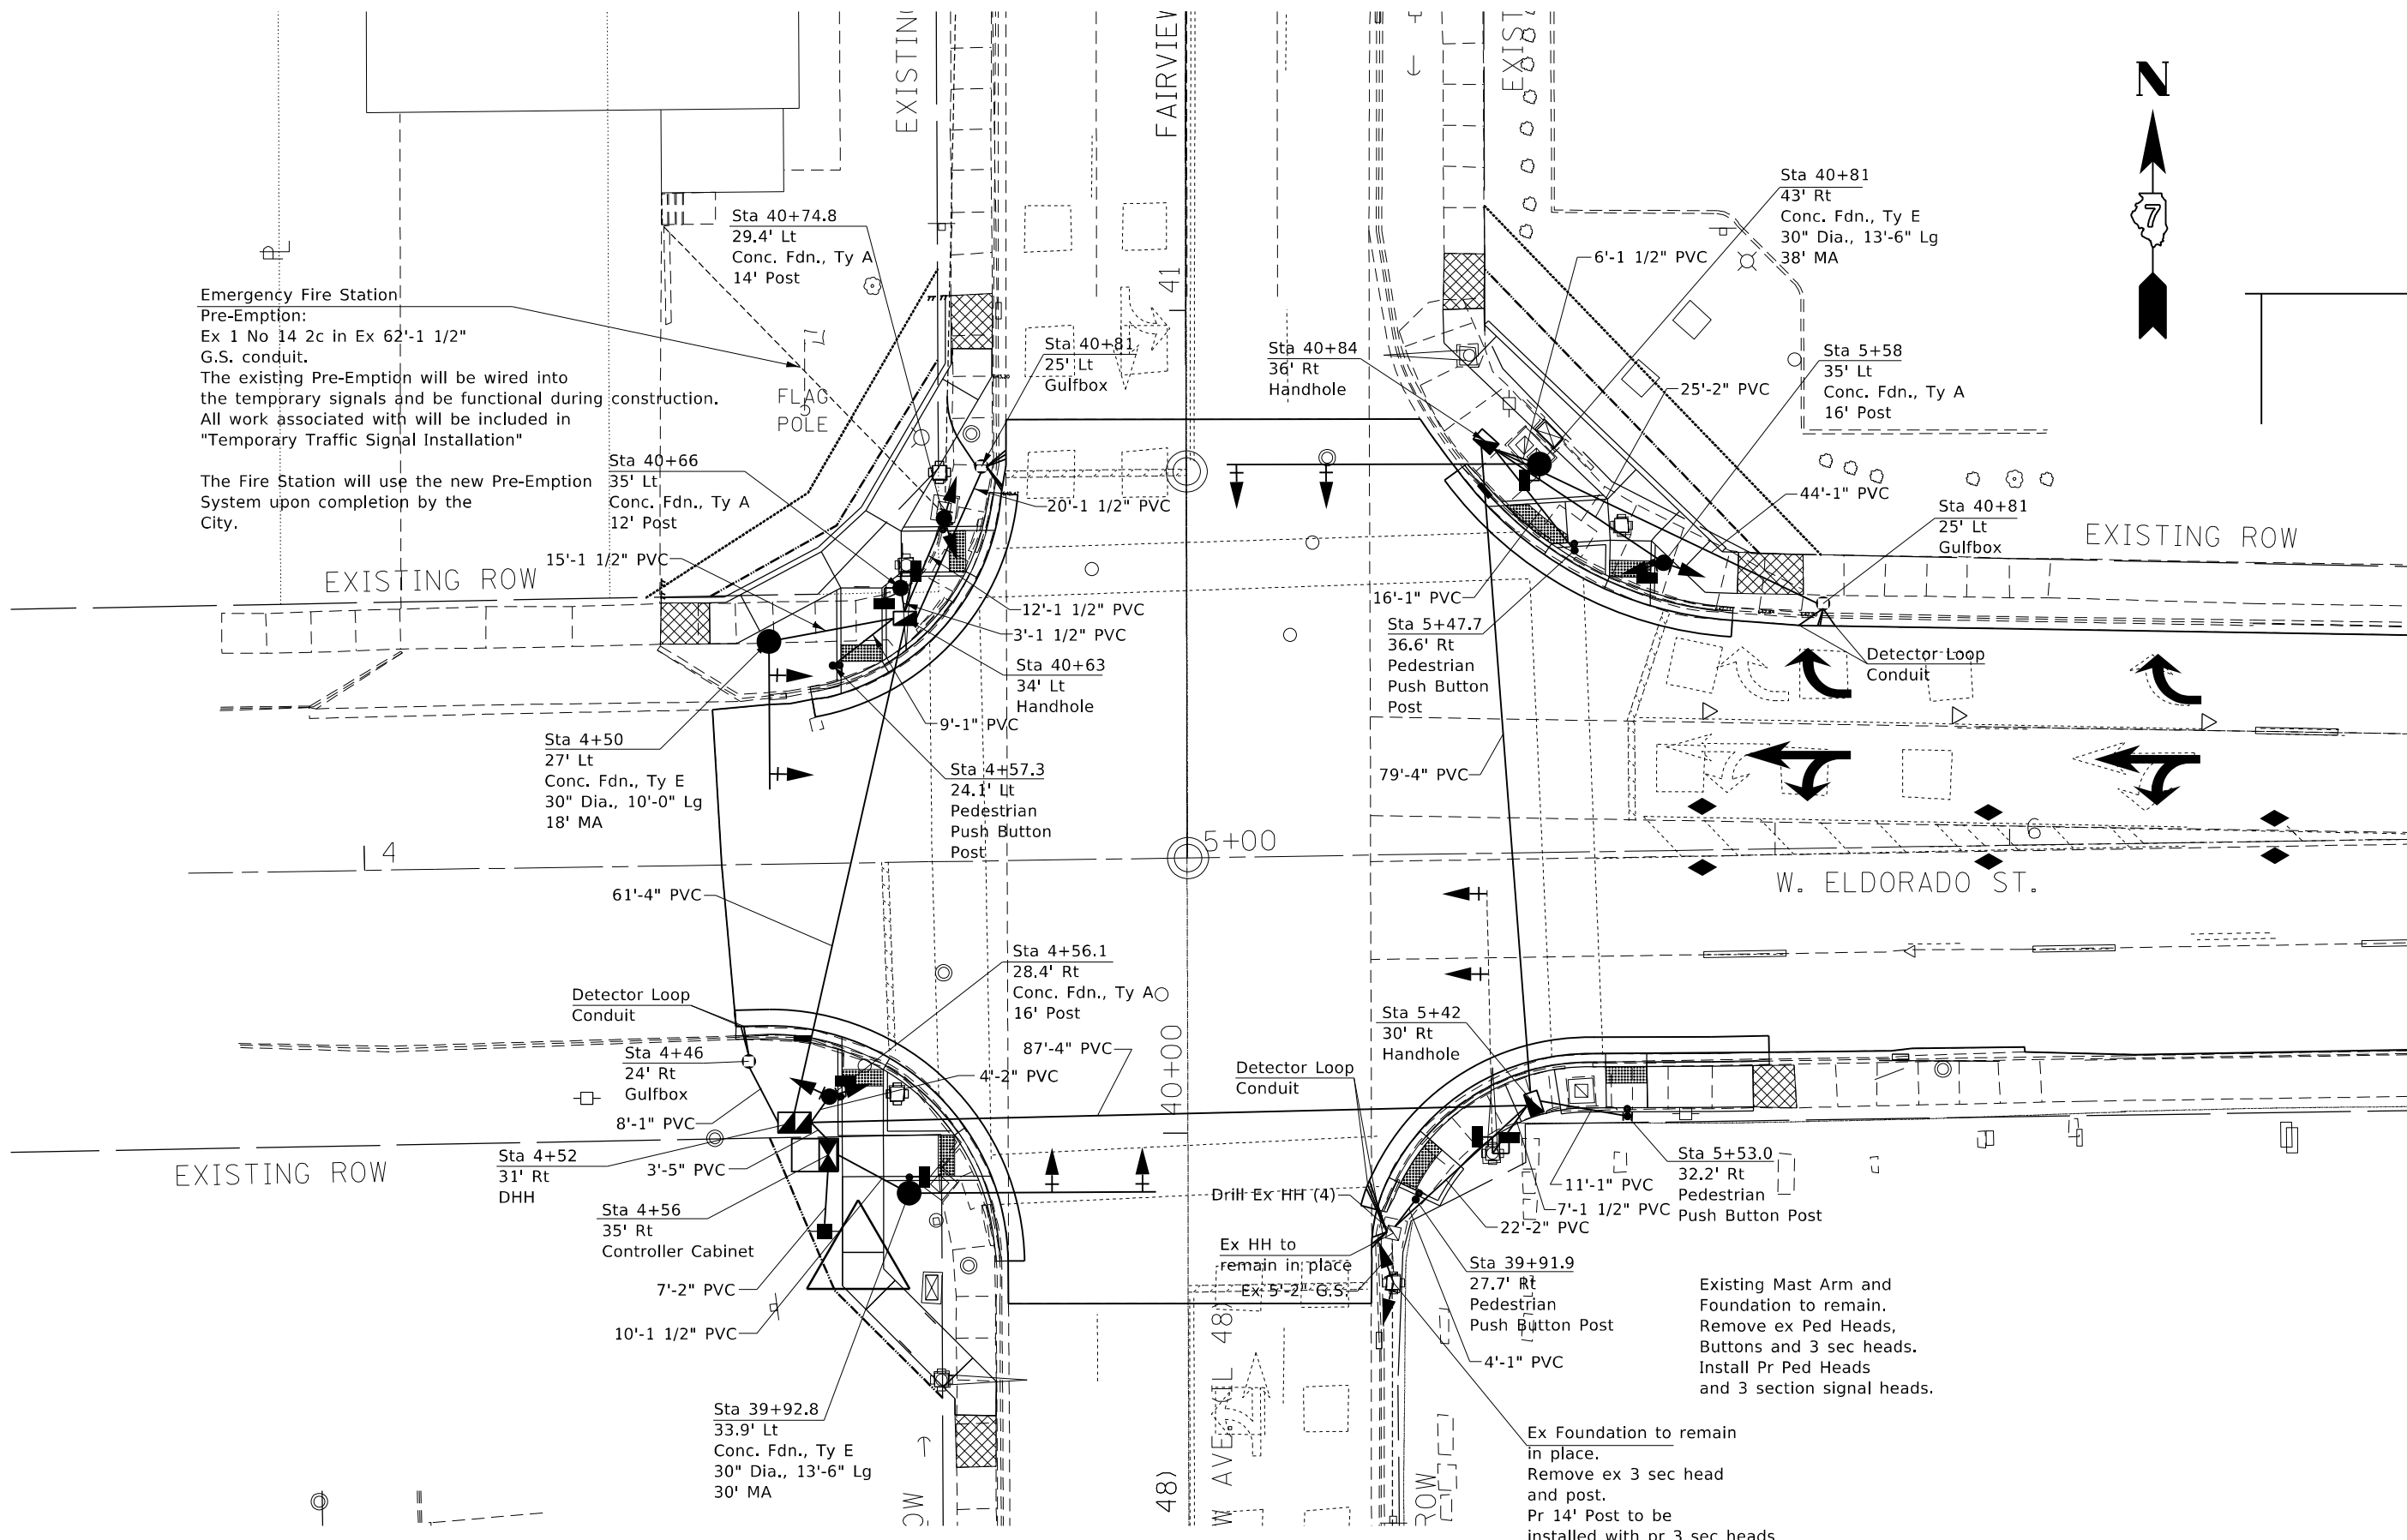 EXISTING
FAIRVIEW
EXIST
N
7
Sta 40+74.8
29.4' Lt
Conc. Fdn., Ty A
14' Post
Sta 40+81
43' Rt
Conc. Fdn., Ty E
30" Dia., 13'-6" Lg
38' MA
6'-1 1/2" PVC
41
Emergency Fire Station
Pre-Emption:
Ex 1 No 14 2c in Ex 62'-1 1/2"
G.S. conduit.
The existing Pre-Emption will be wired into
the temporary signals and be functional during construction.
All work associated with will be included in
"Temporary Traffic Signal Installation"
The Fire Station will use the new Pre-Emption
System upon completion by the
City.
FLAG
POLE
Sta 40+81
25' Lt
Gulfbox
Sta 40+84
36' Rt
Handhole
25'-2" PVC
Sta 5+58
35' Lt
Conc. Fdn., Ty A
16' Post
Sta 40+66
35' Lt
Conc. Fdn., Ty A
12' Post
20'-1 1/2" PVC
44'-1" PVC
Sta 40+81
25' Lt
Gulfbox
EXISTING ROW
15'-1 1/2" PVC
EXISTING ROW
12'-1 1/2" PVC
3'-1 1/2" PVC
16'-1" PVC
Sta 5+47.7
36.6' Rt
Pedestrian
Push Button
Post
Sta 40+63
34' Lt
Handhole
Detector Loop
Conduit
9'-1" PVC
Sta 4+50
27' Lt
Conc. Fdn., Ty E
30" Dia., 10'-0" Lg
18' MA
Sta 4+57.3
24.1' Lt
Pedestrian
Push Button
Post
79'-4" PVC
4
5+00
6
W. ELDORADO ST.
61'-4" PVC
Sta 4+56.1
28.4' Rt
Conc. Fdn., Ty A
16' Post
Detector Loop
Conduit
87'-4" PVC
40+00
Sta 5+42
30' Rt
Handhole
Sta 4+46
24' Rt
Gulfbox
4'-2" PVC
Detector Loop
Conduit
8'-1" PVC
EXISTING ROW
Sta 4+52
31' Rt
DHH
3'-5" PVC
Sta 4+56
35' Rt
Controller Cabinet
Drill Ex HH (4)
11'-1" PVC
Sta 5+53.0
32.2' Rt
Pedestrian
Push Button Post
7'-1 1/2" PVC
22'-2" PVC
Ex HH to
remain in place
Ex 5'-2" G.S.
7'-2" PVC
10'-1 1/2" PVC
Sta 39+91.9
27.7' Rt
Pedestrian
Push Button Post
4'-1" PVC
Existing Mast Arm and
Foundation to remain.
Remove ex Ped Heads,
Buttons and 3 sec heads.
Install Pr Ped Heads
and 3 section signal heads.
Sta 39+92.8
33.9' Lt
Conc. Fdn., Ty E
30" Dia., 13'-6" Lg
30' MA
Ex Foundation to remain
in place.
Remove ex 3 sec head
and post.
Pr 14' Post to be
installed with pr 3 sec heads
OW
48)
W AVE. (IL 48)
ROW